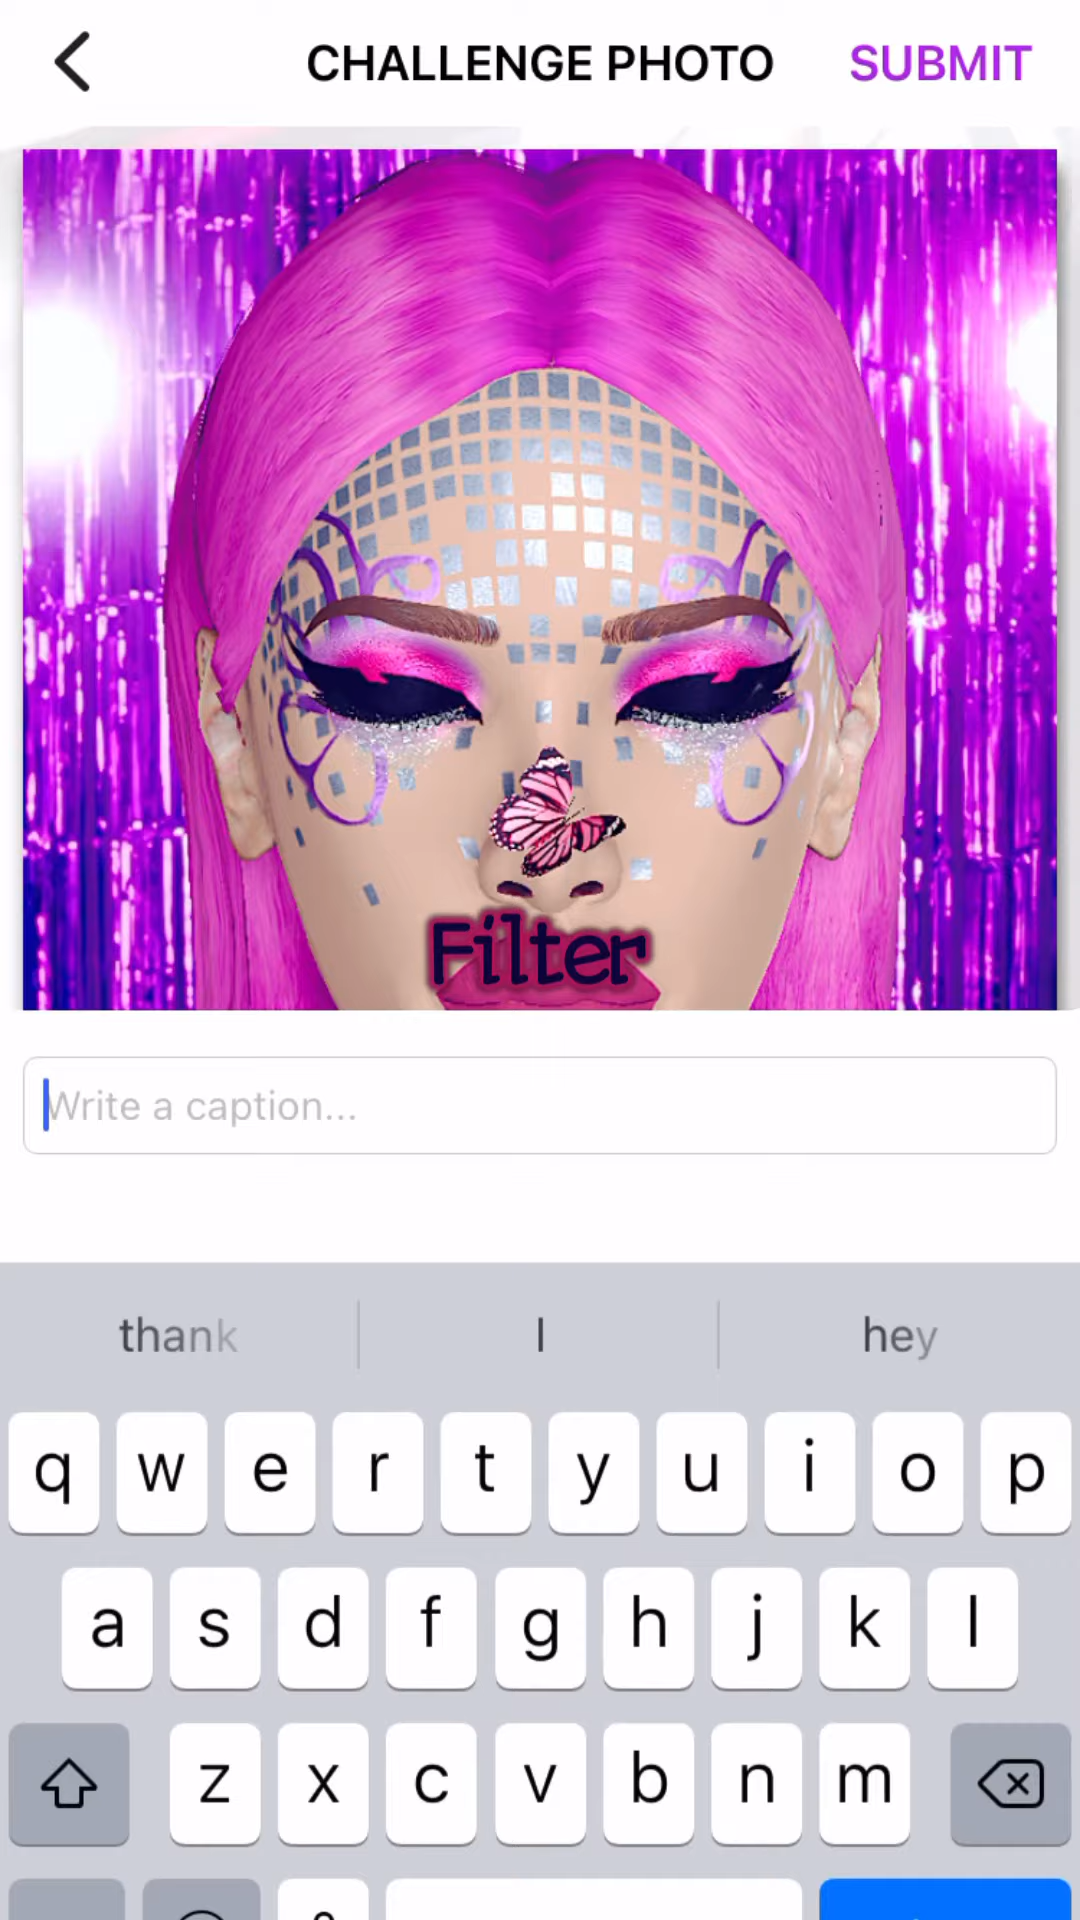 CHALLENGE PHOTO SUBMIT
Filter
Write a caption...
thank I hey
q w e r t y u i o p
a s d f g h j k l
z x c v b n m